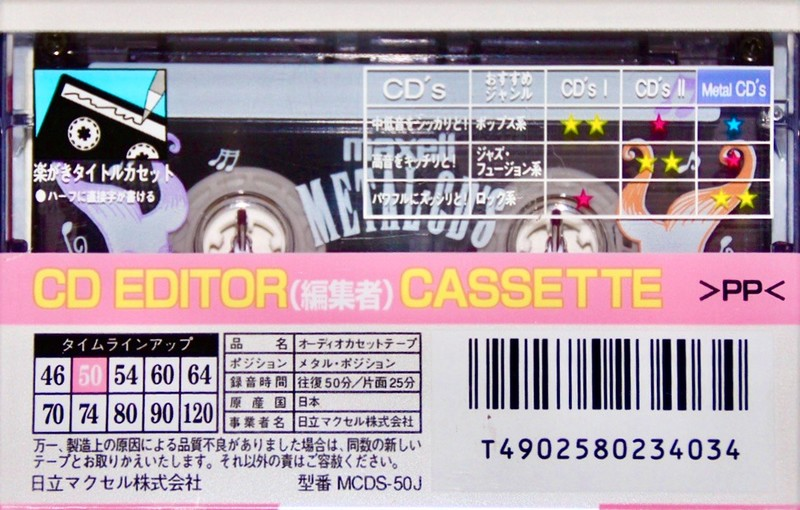 CD's おすすめジャンル CD's I CD's II Metal CD's
中低音をシッカリと! ポップス系 ★★ ★ ★
高音をキッチリと! ジャズ・フュージョン系 ★★ ★
パワフルにズッシリと! ロック系 ★ ★★
楽がきタイトルカセット
●ハーフに直接字が書ける
maxell
METAL CD'S
CD EDITOR(編集者)CASSETTE >PP<
タイムラインアップ
46 50 54 60 64
70 74 80 90 120
品名 オーディオカセットテープ
ポジション メタル・ポジション
録音時間 往復50分/片面25分
原産国 日本
事業者名 日立マクセル株式会社
万一、製造上の原因による品質不良がありました場合は、同数の新しい
テープとお取りかえいたします。それ以外の責はご容赦ください。
日立マクセル株式会社 型番 MCDS-50J
T4902580234034